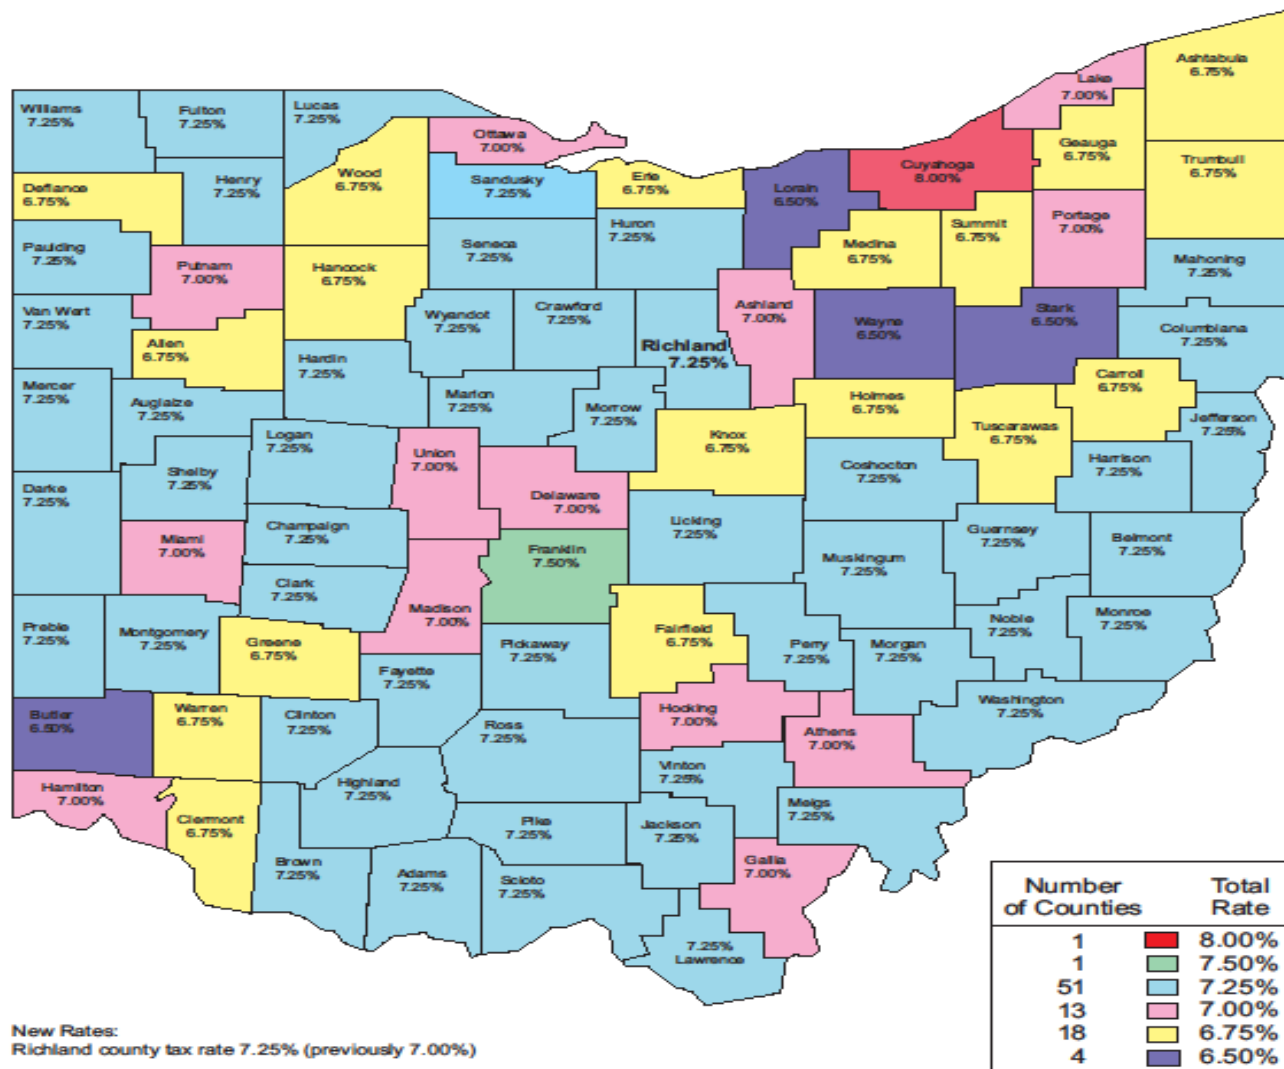 Ashtabula
6.75%
Lake
7.00%
Williams
7.25%
Fulton
7.25%
Lucas
7.25%
Ottawa
7.00%
Geauga
6.75%
Cuyahoga
8.00%
Trumbull
6.75%
Defiance
6.75%
Henry
7.25%
Wood
6.75%
Sandusky
7.25%
Erie
6.75%
Lorain
6.50%
Portage
7.00%
Summit
6.75%
Medina
6.75%
Paulding
7.25%
Putnam
7.00%
Hancock
6.75%
Seneca
7.25%
Huron
7.25%
Mahoning
7.25%
Van Wert
7.25%
Allen
6.75%
Wyandot
7.25%
Crawford
7.25%
Richland
7.25%
Ashland
7.00%
Wayne
6.50%
Stark
6.50%
Columbiana
7.25%
Mercer
7.25%
Auglaize
7.25%
Hardin
7.25%
Marion
7.25%
Morrow
7.25%
Holmes
6.75%
Carroll
6.75%
Jefferson
7.25%
Logan
7.25%
Union
7.00%
Knox
6.75%
Tuscarawas
6.75%
Shelby
7.25%
Coshocton
7.25%
Harrison
7.25%
Darke
7.25%
Delaware
7.00%
Licking
7.25%
Miami
7.00%
Champaign
7.25%
Franklin
7.50%
Muskingum
7.25%
Guernsey
7.25%
Belmont
7.25%
Clark
7.25%
Madison
7.00%
Preble
7.25%
Montgomery
7.25%
Greene
6.75%
Pickaway
7.25%
Fairfield
6.75%
Perry
7.25%
Morgan
7.25%
Noble
7.25%
Monroe
7.25%
Fayette
7.25%
Butler
6.50%
Warren
6.75%
Clinton
7.25%
Ross
7.25%
Hocking
7.00%
Athens
7.00%
Washington
7.25%
Hamilton
7.00%
Clermont
6.75%
Highland
7.25%
Vinton
7.25%
Meigs
7.25%
Pike
7.25%
Jackson
7.25%
Brown
7.25%
Adams
7.25%
Scioto
7.25%
Gallia
7.00%
7.25%
Lawrence
Number Total
of Counties Rate
1 8.00%
1 7.50%
51 7.25%
13 7.00%
18 6.75%
4 6.50%
New Rates:
Richland county tax rate 7.25% (previously 7.00%)